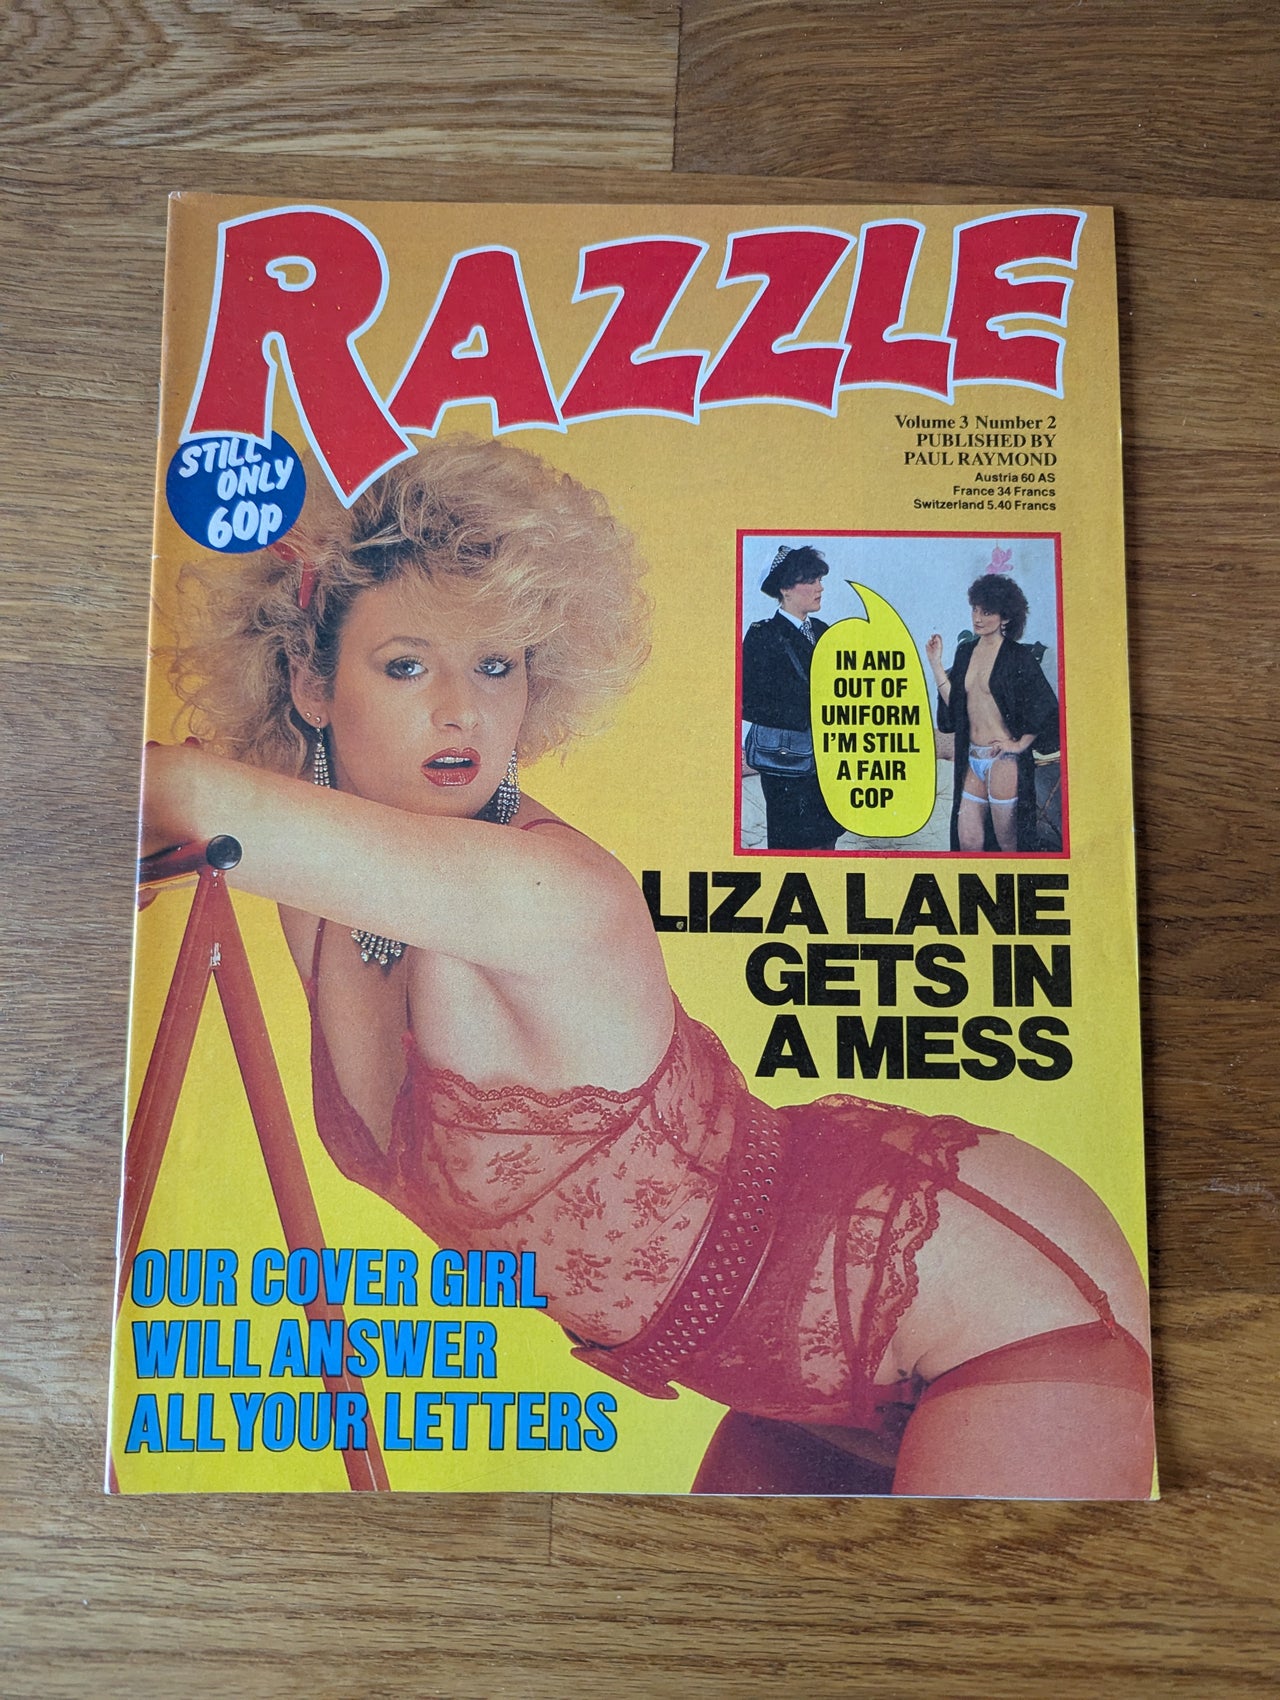 RAZZLE
STILL
ONLY
60p
Volume 3 Number 2
PUBLISHED BY
PAUL RAYMOND
Austria 60 AS
France 34 Francs
Switzerland 5.40 Francs
IN AND
OUT OF
UNIFORM
I'M STILL
A FAIR
COP
LIZA LANE
GETS IN
A MESS
OUR COVER GIRL
WILL ANSWER
ALL YOUR LETTERS